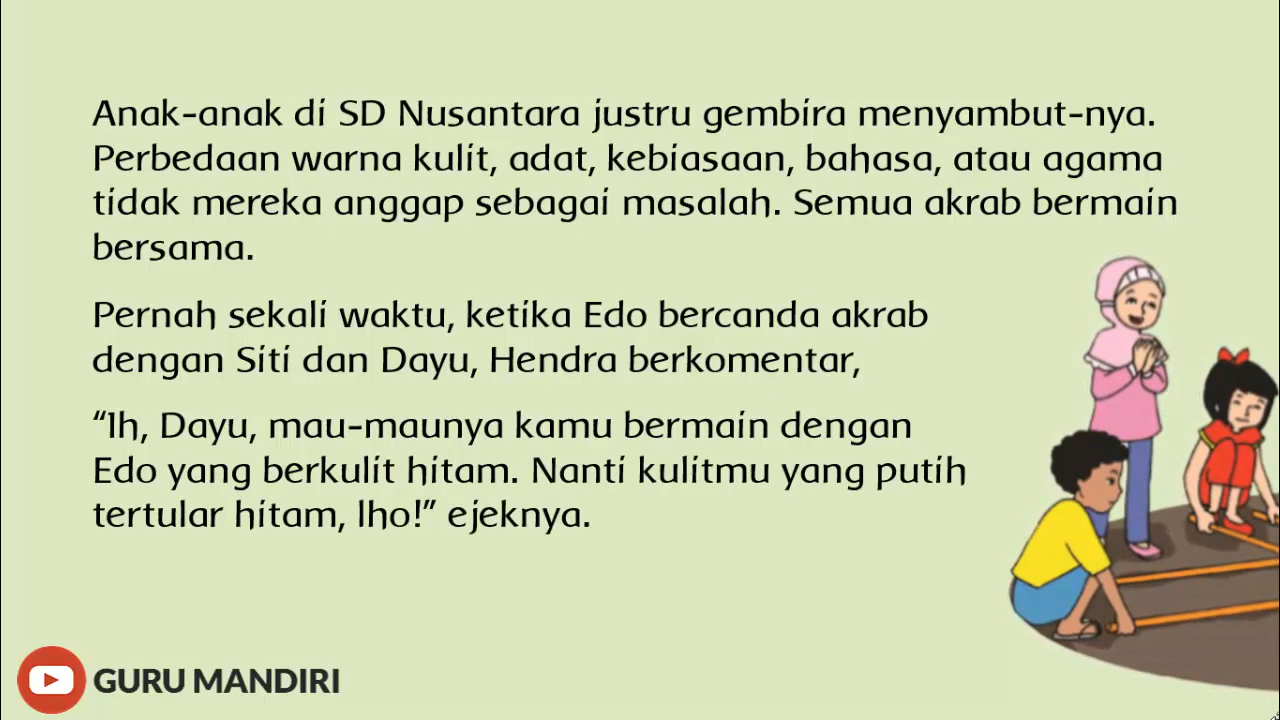 Anak-anak di SD Nusantara justru gembira menyambut-nya.
Perbedaan warna kulit, adat, kebiasaan, bahasa, atau agama
tidak mereka anggap sebagai masalah. Semua akrab bermain
bersama.
Pernah sekali waktu, ketika Edo bercanda akrab
dengan Siti dan Dayu, Hendra berkomentar,
“Ih, Dayu, mau-maunya kamu bermain dengan
Edo yang berkulit hitam. Nanti kulitmu yang putih
tertular hitam, lho!” ejeknya.
GURU MANDIRI